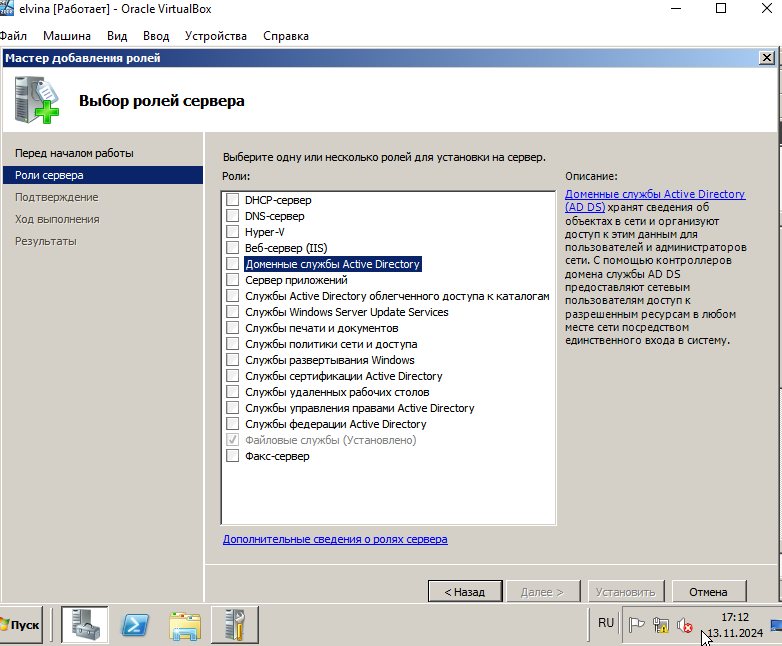 elvina [Работает] - Oracle VirtualBox
Файл Машина Вид Ввод Устройства Справка
Мастер добавления ролей
Выбор ролей сервера
Перед началом работы
Роли сервера
Подтверждение
Ход выполнения
Результаты
Выберите одну или несколько ролей для установки на сервер.
Роли:
DHCP-сервер
DNS-сервер
Hyper-V
Веб-сервер (IIS)
Доменные службы Active Directory
Сервер приложений
Службы Active Directory облегченного доступа к каталогам
Службы Windows Server Update Services
Службы печати и документов
Службы политики сети и доступа
Службы развертывания Windows
Службы сертификации Active Directory
Службы удаленных рабочих столов
Службы управления правами Active Directory
Службы федерации Active Directory
Файловые службы (Установлено)
Факс-сервер
Дополнительные сведения о ролях сервера
Описание:
Доменные службы Active Directory
(AD DS) хранят сведения об
объектах в сети и организуют
доступ к этим данным для
пользователей и администраторов
сети. С помощью контроллеров
домена службы AD DS
предоставляют сетевым
пользователям доступ к
разрешенным ресурсам в любом
месте сети посредством
единственного входа в систему.
< Назад Далее > Установить Отмена
Пуск
RU
17:12
13.11.2024